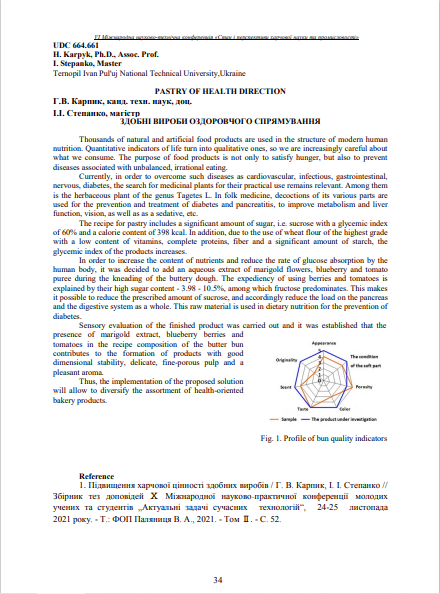 VI Міжнародна науково-технічна конференція «Стан і перспективи харчової науки та промисловості»
UDC 664.661
H. Karpyk, Ph.D., Assoc. Prof.
I. Stepanko, Master
Ternopil Ivan Pul'uj National Technical University,Ukraine
PASTRY OF HEALTH DIRECTION
Г.В. Карпик, канд. техн. наук, доц.
І.І. Степанко, магістр
ЗДОБНІ ВИРОБИ ОЗДОРОВЧОГО СПРЯМУВАННЯ
Thousands of natural and artificial food products are used in the structure of modern human
nutrition. Quantitative indicators of life turn into qualitative ones, so we are increasingly careful about
what we consume. The purpose of food products is not only to satisfy hunger, but also to prevent
diseases associated with unbalanced, irrational eating.
Currently, in order to overcome such diseases as cardiovascular, infectious, gastrointestinal,
nervous, diabetes, the search for medicinal plants for their practical use remains relevant. Among them
is the herbaceous plant of the genus Tagetes L. In folk medicine, decoctions of its various parts are
used for the prevention and treatment of diabetes and pancreatitis, to improve metabolism and liver
function, vision, as well as as a sedative, etc.
The recipe for pastry includes a significant amount of sugar, i.e. sucrose with a glycemic index
of 60% and a calorie content of 398 kcal. In addition, due to the use of wheat flour of the highest grade
with a low content of vitamins, complete proteins, fiber and a significant amount of starch, the
glycemic index of the products increases.
In order to increase the content of nutrients and reduce the rate of glucose absorption by the
human body, it was decided to add an aqueous extract of marigold flowers, blueberry and tomato
puree during the kneading of the buttery dough. The expediency of using berries and tomatoes is
explained by their high sugar content - 3.98 - 10.5%, among which fructose predominates. This makes
it possible to reduce the prescribed amount of sucrose, and accordingly reduce the load on the pancreas
and the digestive system as a whole. This raw material is used in dietary nutrition for the prevention of
diabetes.
Sensory evaluation of the finished product was carried out and it was established that the
presence of marigold extract, blueberry berries and
tomatoes in the recipe composition of the butter bun
contributes to the formation of products with good
dimensional stability, delicate, fine-porous pulp and a
pleasant aroma.
Thus, the implementation of the proposed solution
will allow to diversify the assortment of health-oriented
bakery products.
Appearance
The condition
of the soft part
Porosity
Color
Taste
Scent
Originality
5
4
3
2
1
0
Sample
The product under investigation
Fig. 1. Profile of bun quality indicators
Reference
1. Підвищення харчової цінності здобних виробів / Г. В. Карпик, І. І. Степанко //
Збірник тез доповідей X Міжнародної науково-практичної конференції молодих
учених та студентів „Актуальні задачі сучасних технологій“, 24-25 листопада
2021 року. - Т.: ФОП Паляниця В. А., 2021. - Том II. - С. 52.
34